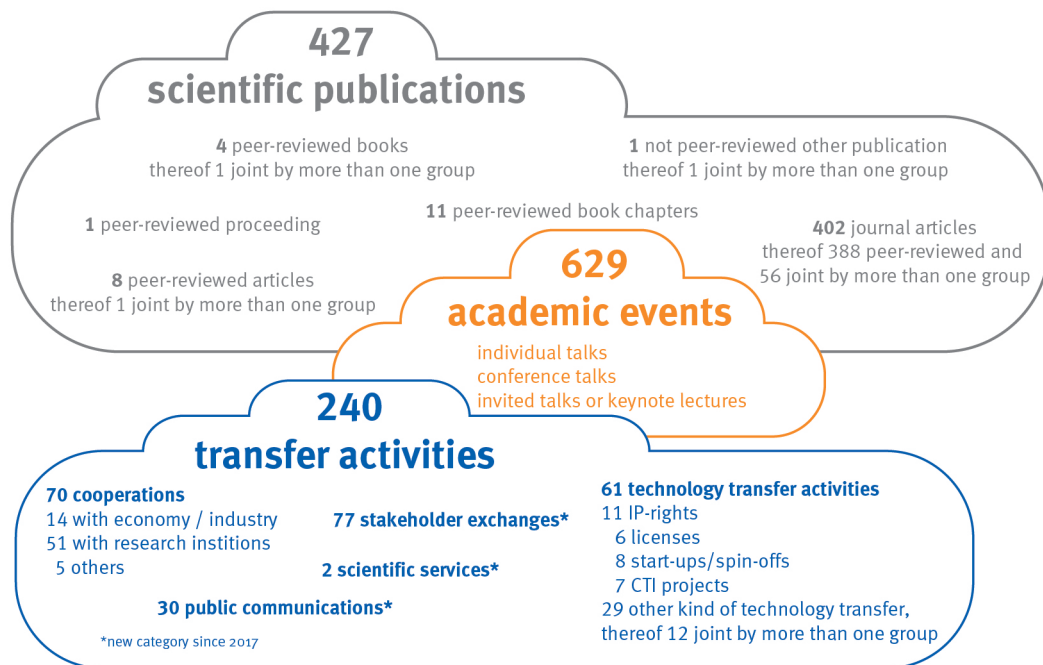 427
scientific publications
4 peer-reviewed books
thereof 1 joint by more than one group
1 not peer-reviewed other publication
thereof 1 joint by more than one group
1 peer-reviewed proceeding
11 peer-reviewed book chapters
402 journal articles
thereof 388 peer-reviewed and
56 joint by more than one group
8 peer-reviewed articles
thereof 1 joint by more than one group
629
academic events
individual talks
conference talks
invited talks or keynote lectures
240
transfer activities
70 cooperations
14 with economy / industry
51 with research institutions
5 others
77 stakeholder exchanges*
2 scientific services*
30 public communications*
*new category since 2017
61 technology transfer activities
11 IP-rights
6 licenses
8 start-ups/spin-offs
7 CTI projects
29 other kind of technology transfer,
thereof 12 joint by more than one group